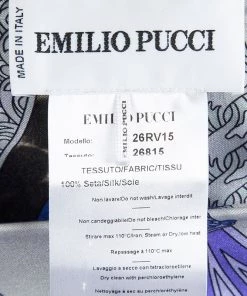 MADE IN ITALY
EMILIO PUCCI
EMILIO PUCCI
Modello: 26RV15
Tessuto: 26815
TESSUTO/FABRIC/TISSU
100% Seta/Silk/Soie
Non lavare/Do not wash/Lavage interdit
Non candeggiabile/Do not bleach/Chlorage inter
Stirare max 110°C/Iron, Steam or Dry, low heat
Repassage à 110°C max
Lavaggio a secco con tetracloroetilene
Dry clean with perchloroethylene
Nettoyage a sec au perchloroéthylène